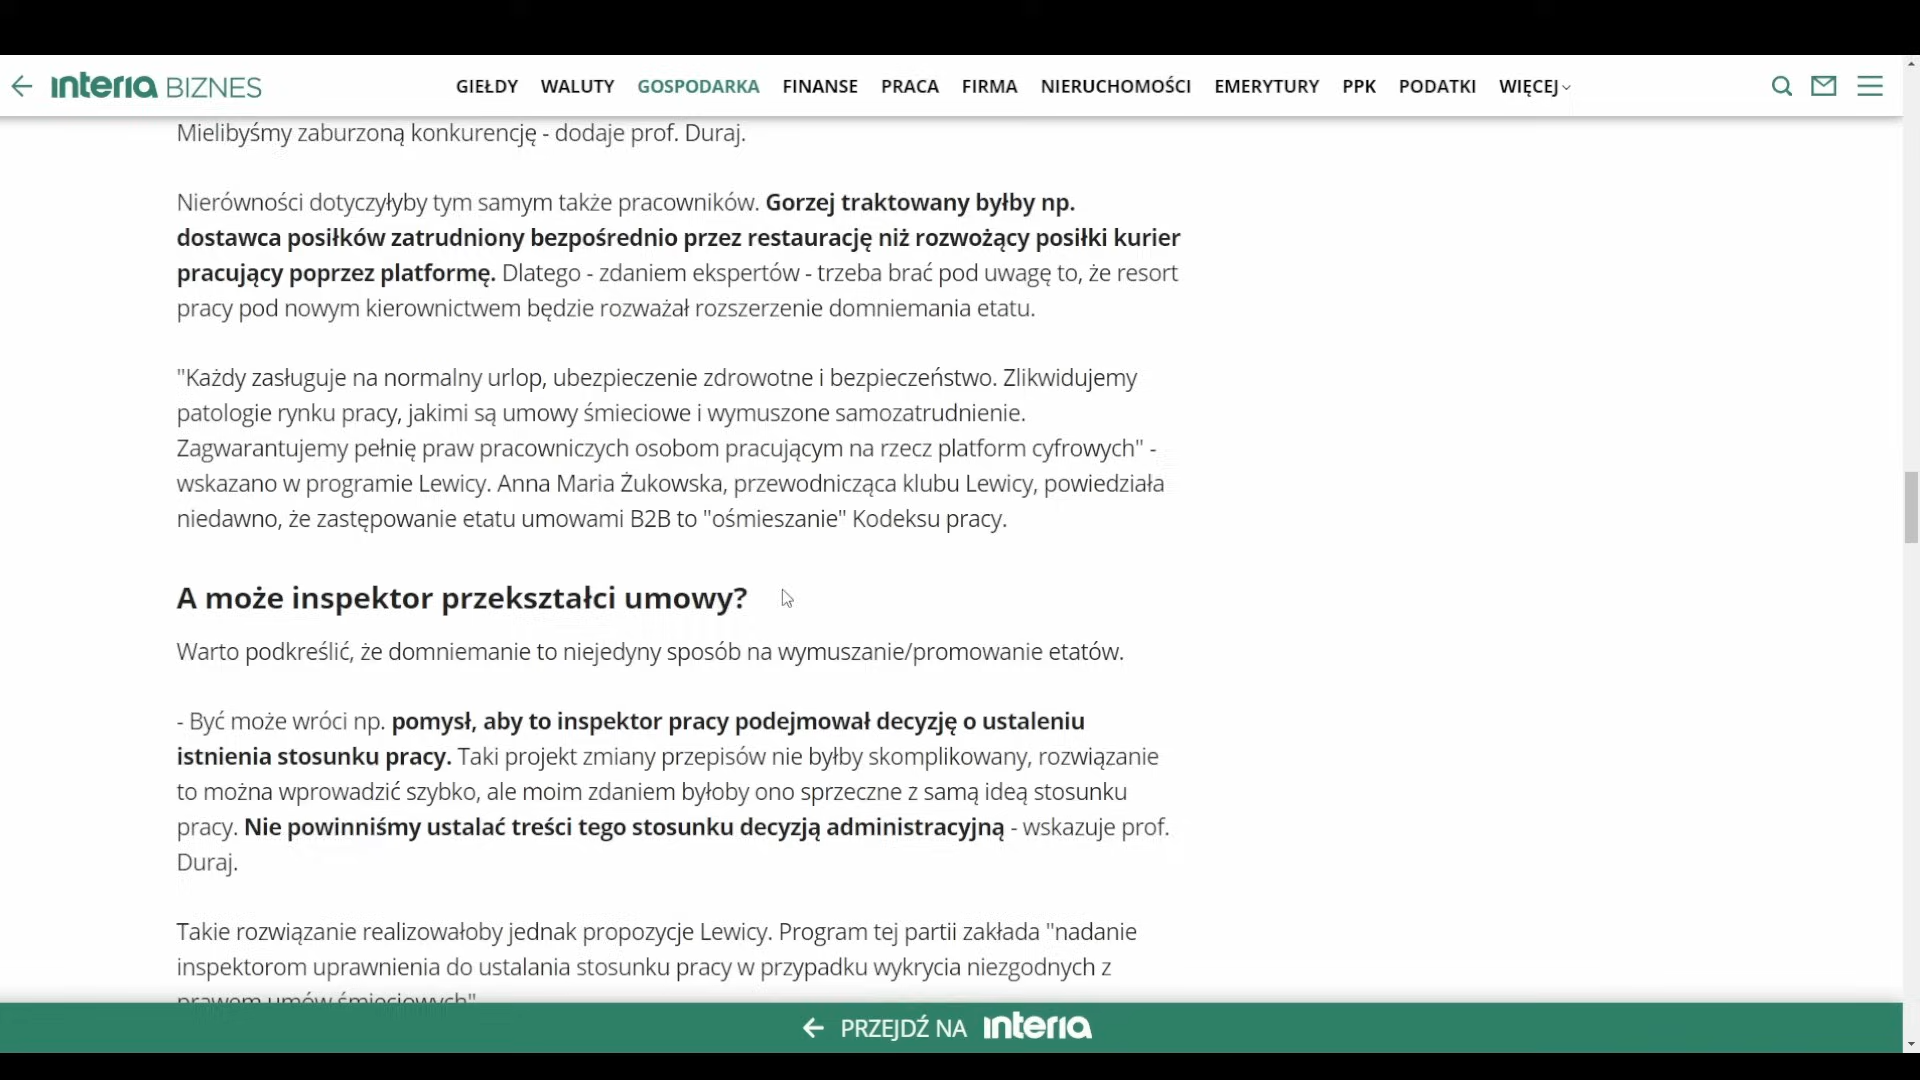 interia BIZNES
GIEŁDY WALUTY GOSPODARKA FINANSE PRACA FIRMA NIERUCHOMOŚCI EMERYTURY PPK PODATKI WIĘCEJ
Mielibyśmy zaburzoną konkurencję - dodaje prof. Duraj.
Nierówności dotyczyłyby tym samym także pracowników. Gorzej traktowany byłby np.
dostawca posiłków zatrudniony bezpośrednio przez restaurację niż rozwożący posiłki kurier
pracujący poprzez platformę. Dlatego - zdaniem ekspertów - trzeba brać pod uwagę to, że resort
pracy pod nowym kierownictwem będzie rozważał rozszerzenie domniemania etatu.
"Każdy zasługuje na normalny urlop, ubezpieczenie zdrowotne i bezpieczeństwo. Zlikwidujemy
patologie rynku pracy, jakimi są umowy śmieciowe i wymuszone samozatrudnienie.
Zagwarantujemy pełnię praw pracowniczych osobom pracującym na rzecz platform cyfrowych" -
wskazano w programie Lewicy. Anna Maria Żukowska, przewodnicząca klubu Lewicy, powiedziała
niedawno, że zastępowanie etatu umowami B2B to "ośmieszanie" Kodeksu pracy.
A może inspektor przekształci umowy?
Warto podkreślić, że domniemanie to niejedyny sposób na wymuszanie/promowanie etatów.
- Być może wróci np. pomysł, aby to inspektor pracy podejmował decyzję o ustaleniu
istnienia stosunku pracy. Taki projekt zmiany przepisów nie byłby skomplikowany, rozwiązanie
to można wprowadzić szybko, ale moim zdaniem byłoby ono sprzeczne z samą ideą stosunku
pracy. Nie powinniśmy ustalać treści tego stosunku decyzją administracyjną - wskazuje prof.
Duraj.
Takie rozwiązanie realizowałoby jednak propozycje Lewicy. Program tej partii zakłada "nadanie
inspektorom uprawnienia do ustalania stosunku pracy w przypadku wykrycia niezgodnych z
prawem umów śmieciowych"
PRZEJDŹ NA interia